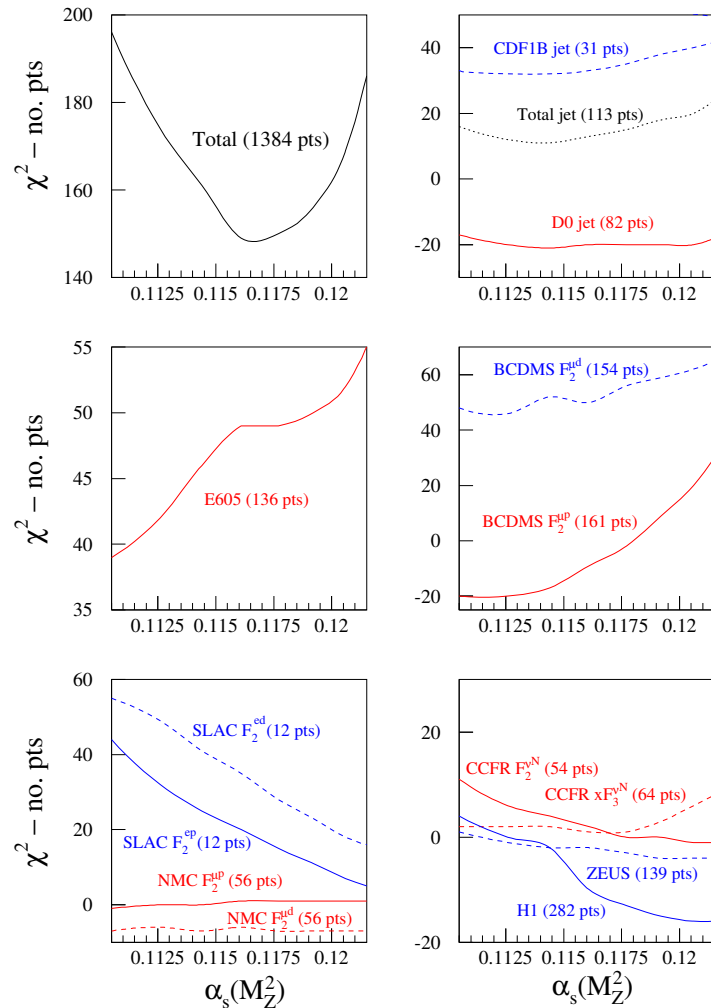 200
180
160
140
χ² – no. pts
Total (1384 pts)
0.1125 0.115 0.1175 0.12
40
20
0
-20
CDF1B jet (31 pts)
Total jet (113 pts)
D0 jet (82 pts)
0.1125 0.115 0.1175 0.12
55
50
45
40
35
χ² – no. pts
E605 (136 pts)
0.1125 0.115 0.1175 0.12
60
40
20
0
-20
BCDMS F₂^μd (154 pts)
BCDMS F₂^μp (161 pts)
0.1125 0.115 0.1175 0.12
60
40
20
0
χ² – no. pts
SLAC F₂^ed (12 pts)
SLAC F₂^ep (12 pts)
NMC F₂^μp (56 pts)
NMC F₂^μd (56 pts)
0.1125 0.115 0.1175 0.12
αₛ(M_Z²)
20
0
-20
CCFR F₂^νN (54 pts)
CCFR xF₃^νN (64 pts)
ZEUS (139 pts)
H1 (282 pts)
0.1125 0.115 0.1175 0.12
αₛ(M_Z²)